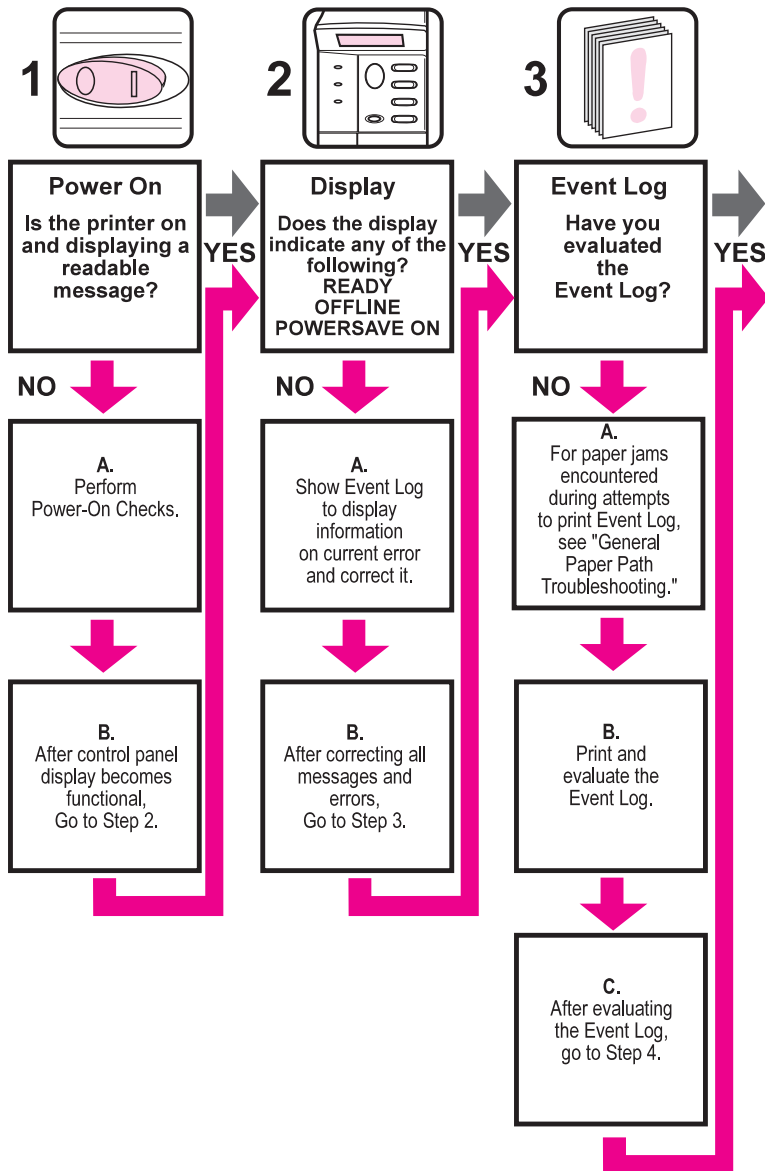 1
Power On
Is the printer on
and displaying a
readable
message?
YES
NO
A.
Perform
Power-On Checks.
B.
After control panel
display becomes
functional,
Go to Step 2.
2
Display
Does the display
indicate any of the
following?
READY
OFFLINE
POWERSAVE ON
YES
NO
A.
Show Event Log
to display
information
on current error
and correct it.
B.
After correcting all
messages and
errors,
Go to Step 3.
3
Event Log
Have you
evaluated
the
Event Log?
YES
NO
A.
For paper jams
encountered
during attempts
to print Event Log,
see "General
Paper Path
Troubleshooting."
B.
Print and
evaluate the
Event Log.
C.
After evaluating
the Event Log,
go to Step 4.